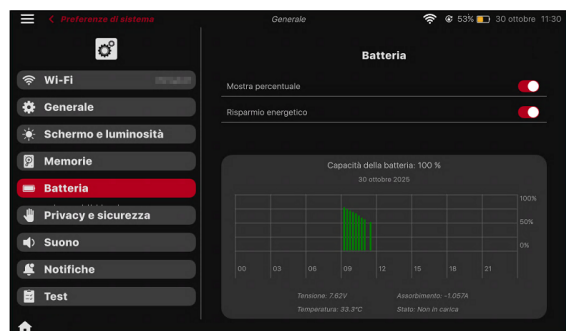 < Preferenze di sistema
Generale
53%
30 ottobre 11:30
Wi-Fi
Generale
Schermo e luminosità
Memorie
Batteria
Privacy e sicurezza
Suono
Notifiche
Test
Batteria
Mostra percentuale
Risparmio energetico
Capacità della batteria: 100 %
30 ottobre 2025
100%
50%
0%
00 03 06 09 12 15 18 21
Tensione: 7.62V
Assorbimento: -1.057A
Temperatura: 33.3°C
Stato: Non in carica